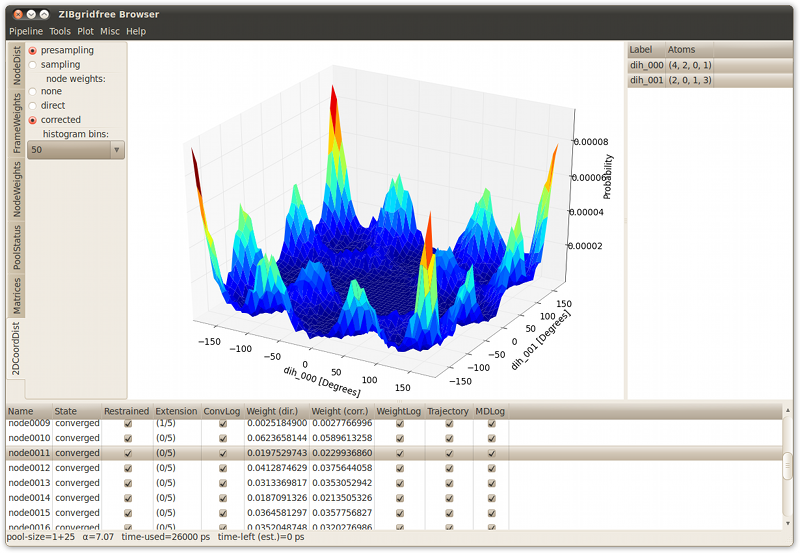 ZIBgridfree Browser
Pipeline Tools Plot Misc Help
NodeDist
FrameWeights
NodeWeights
PoolStatus
Matrices
2DCoordDist
presampling
sampling
node weights:
none
direct
corrected
histogram bins:
50
0.00008
0.00006
0.00004
0.00002
Probability
−150 −100 −50 0 50 100 150
dih_000 [Degrees]
−150 −100 −50 0 50 100 150
dih_001 [Degrees]
Label Atoms
dih_000 (4, 2, 0, 1)
dih_001 (2, 0, 1, 3)
Name State Restrained Extension ConvLog Weight (dir.) Weight (corr.) WeightLog Trajectory MDLog
node0009 converged (1/5) 0.0025184900 0.0027766996
node0010 converged (0/5) 0.0623658144 0.0589613258
node0011 converged (0/5) 0.0197529743 0.0229936860
node0012 converged (0/5) 0.0412874629 0.0375644058
node0013 converged (0/5) 0.0313369817 0.0353052942
node0014 converged (0/5) 0.0187091326 0.0213505326
node0015 converged (0/5) 0.0364581297 0.0357756827
node0016 converged (0/5) 0.0352048748 0.0320276986
pool-size=1+25 α=7.07 time-used=26000 ps time-left (est.)=0 ps